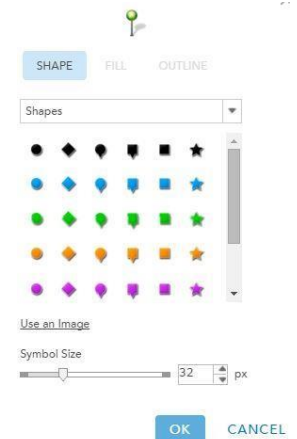 SHAPE FILL OUTLINE
Shapes
Use an Image
Symbol Size
32 px
OK CANCEL